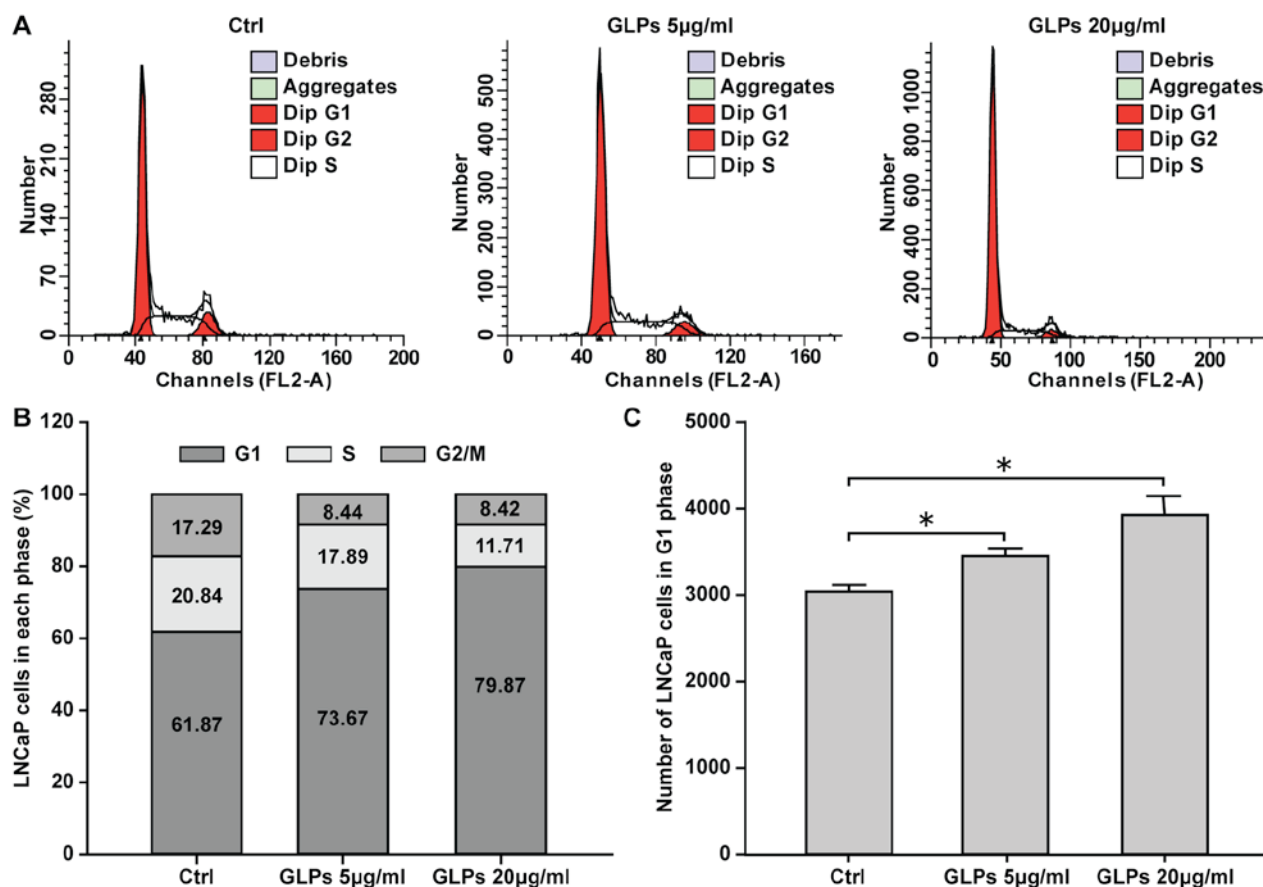 A
Ctrl
Number
280
210
140
70
0
Debris
Aggregates
Dip G1
Dip G2
Dip S
0 40 80 120 160 200
Channels (FL2-A)
GLPs 5µg/ml
Number
500
400
300
200
100
0
Debris
Aggregates
Dip G1
Dip G2
Dip S
0 40 80 120 160
Channels (FL2-A)
GLPs 20µg/ml
Number
1000
800
600
400
200
0
Debris
Aggregates
Dip G1
Dip G2
Dip S
0 50 100 150 200
Channels (FL2-A)
B
LNCaP cells in each phase (%)
120
100
80
60
40
20
0
G1 S G2/M
17.29
20.84
61.87
8.44
17.89
73.67
8.42
11.71
79.87
Ctrl GLPs 5µg/ml GLPs 20µg/ml
C
Number of LNCaP cells in G1 phase
5000
4000
3000
2000
1000
0
*
*
Ctrl GLPs 5µg/ml GLPs 20µg/ml